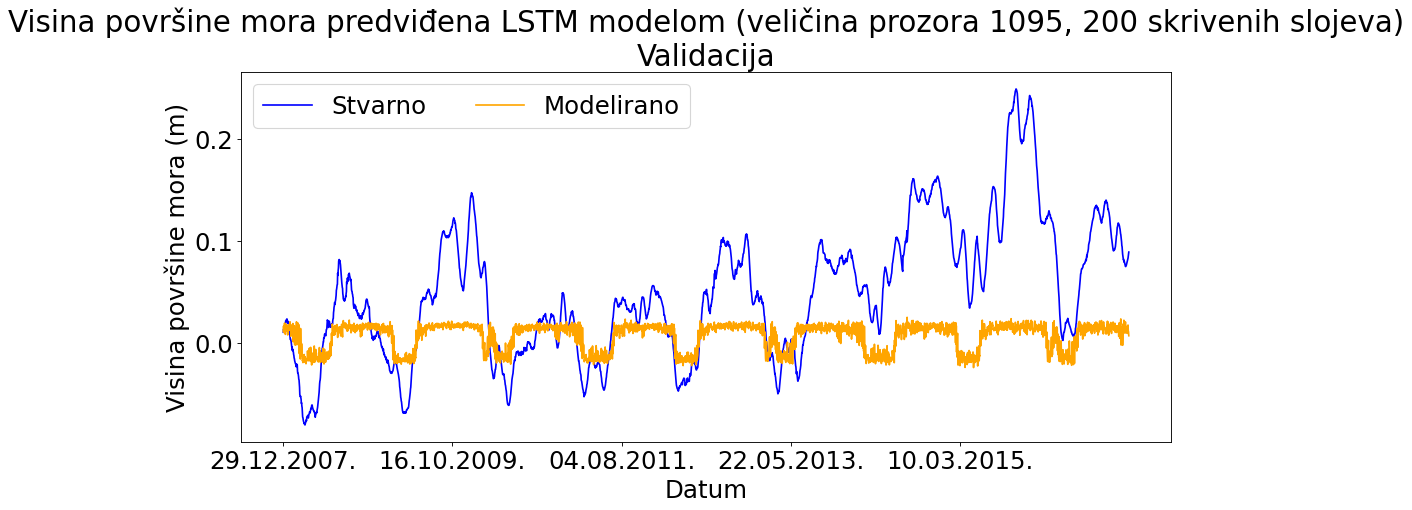 Visina površine mora predviđena LSTM modelom (veličina prozora 1095, 200 skrivenih slojeva)
Validacija
Stvarno
Modelirano
Visina površine mora (m)
0.2
0.1
0.0
29.12.2007.
16.10.2009.
04.08.2011.
22.05.2013.
10.03.2015.
Datum